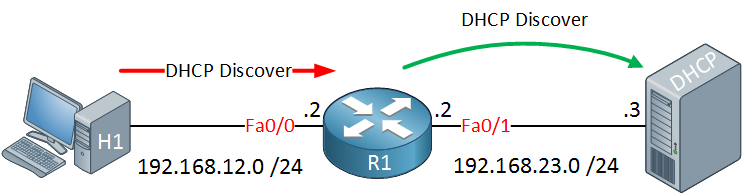 DHCP Discover
DHCP Discover
DHCP
H1
Fa0/0
.2
R1
.2
Fa0/1
.3
192.168.12.0 /24
192.168.23.0 /24